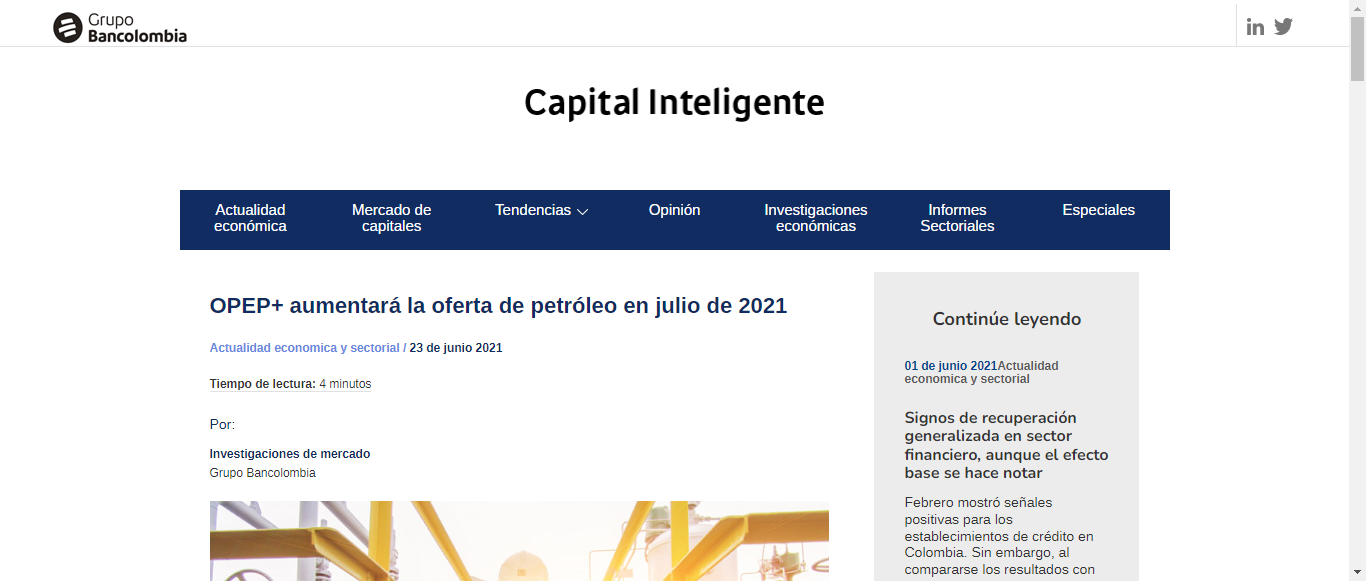 Grupo
Bancolombia
Capital Inteligente
Actualidad
económica
Mercado de
capitales
Tendencias
Opinión
Investigaciones
económicas
Informes
Sectoriales
Especiales
OPEP+ aumentará la oferta de petróleo en julio de 2021
Actualidad economica y sectorial / 23 de junio 2021
Tiempo de lectura: 4 minutos
Por:
Investigaciones de mercado
Grupo Bancolombia
Continúe leyendo
01 de junio 2021Actualidad
economica y sectorial
Signos de recuperación
generalizada en sector
financiero, aunque el efecto
base se hace notar
Febrero mostró señales
positivas para los
establecimientos de crédito en
Colombia. Sin embargo, al
compararse los resultados con